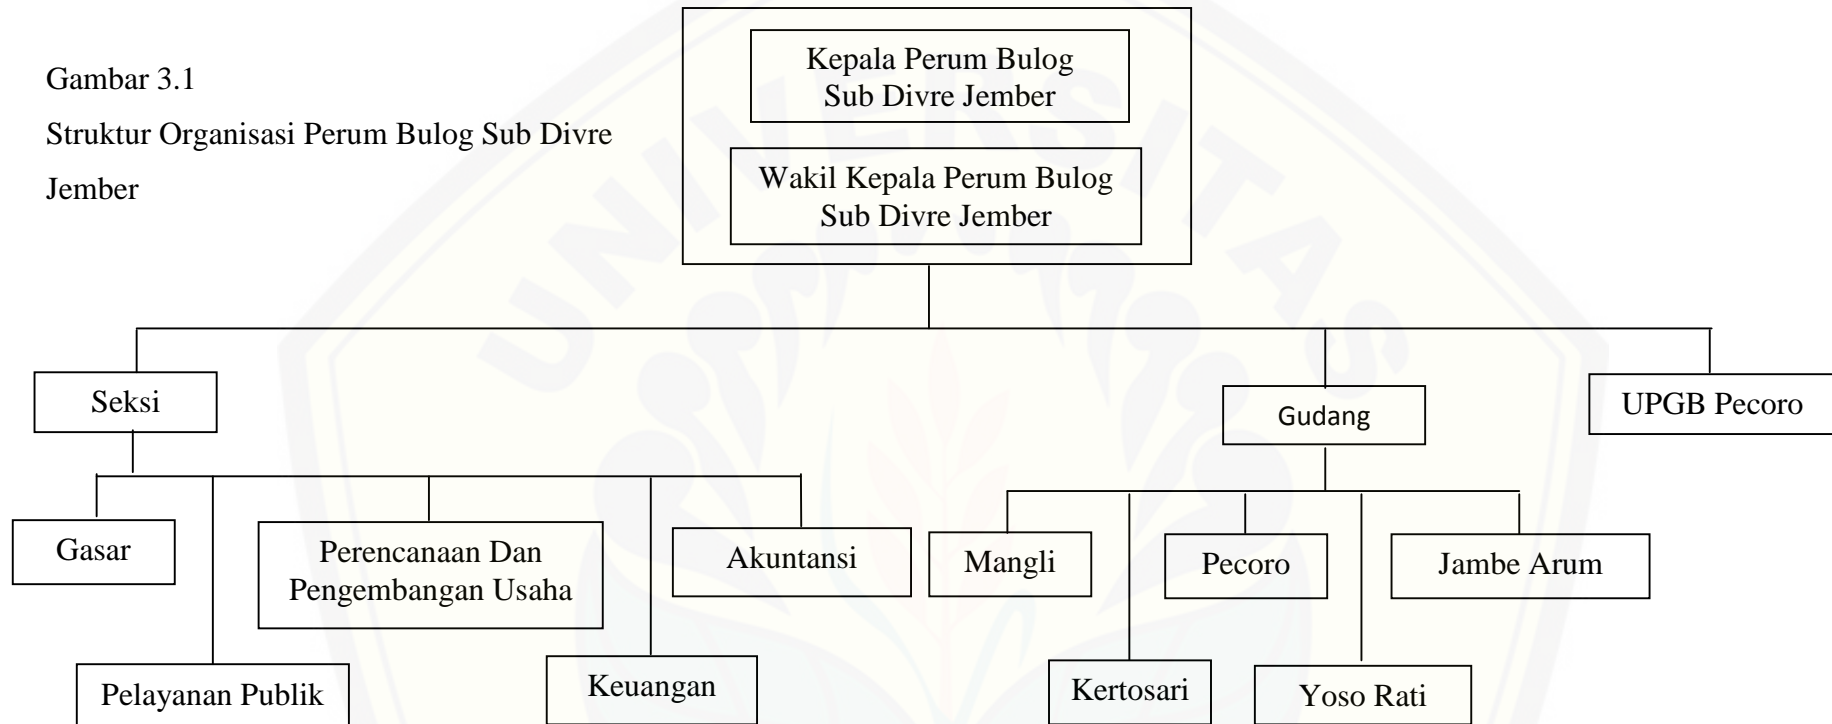 Gambar 3.1
Struktur Organisasi Perum Bulog Sub Divre
Jember
Kepala Perum Bulog
Sub Divre Jember
Wakil Kepala Perum Bulog
Sub Divre Jember
UNIVERSITAS
Seksi
Gudang
UPGB Pecoro
Gasar
Perencanaan Dan
Pengembangan Usaha
Akuntansi
Mangli
Pecoro
Jambe Arum
Pelayanan Publik
Keuangan
Kertosari
Yoso Rati